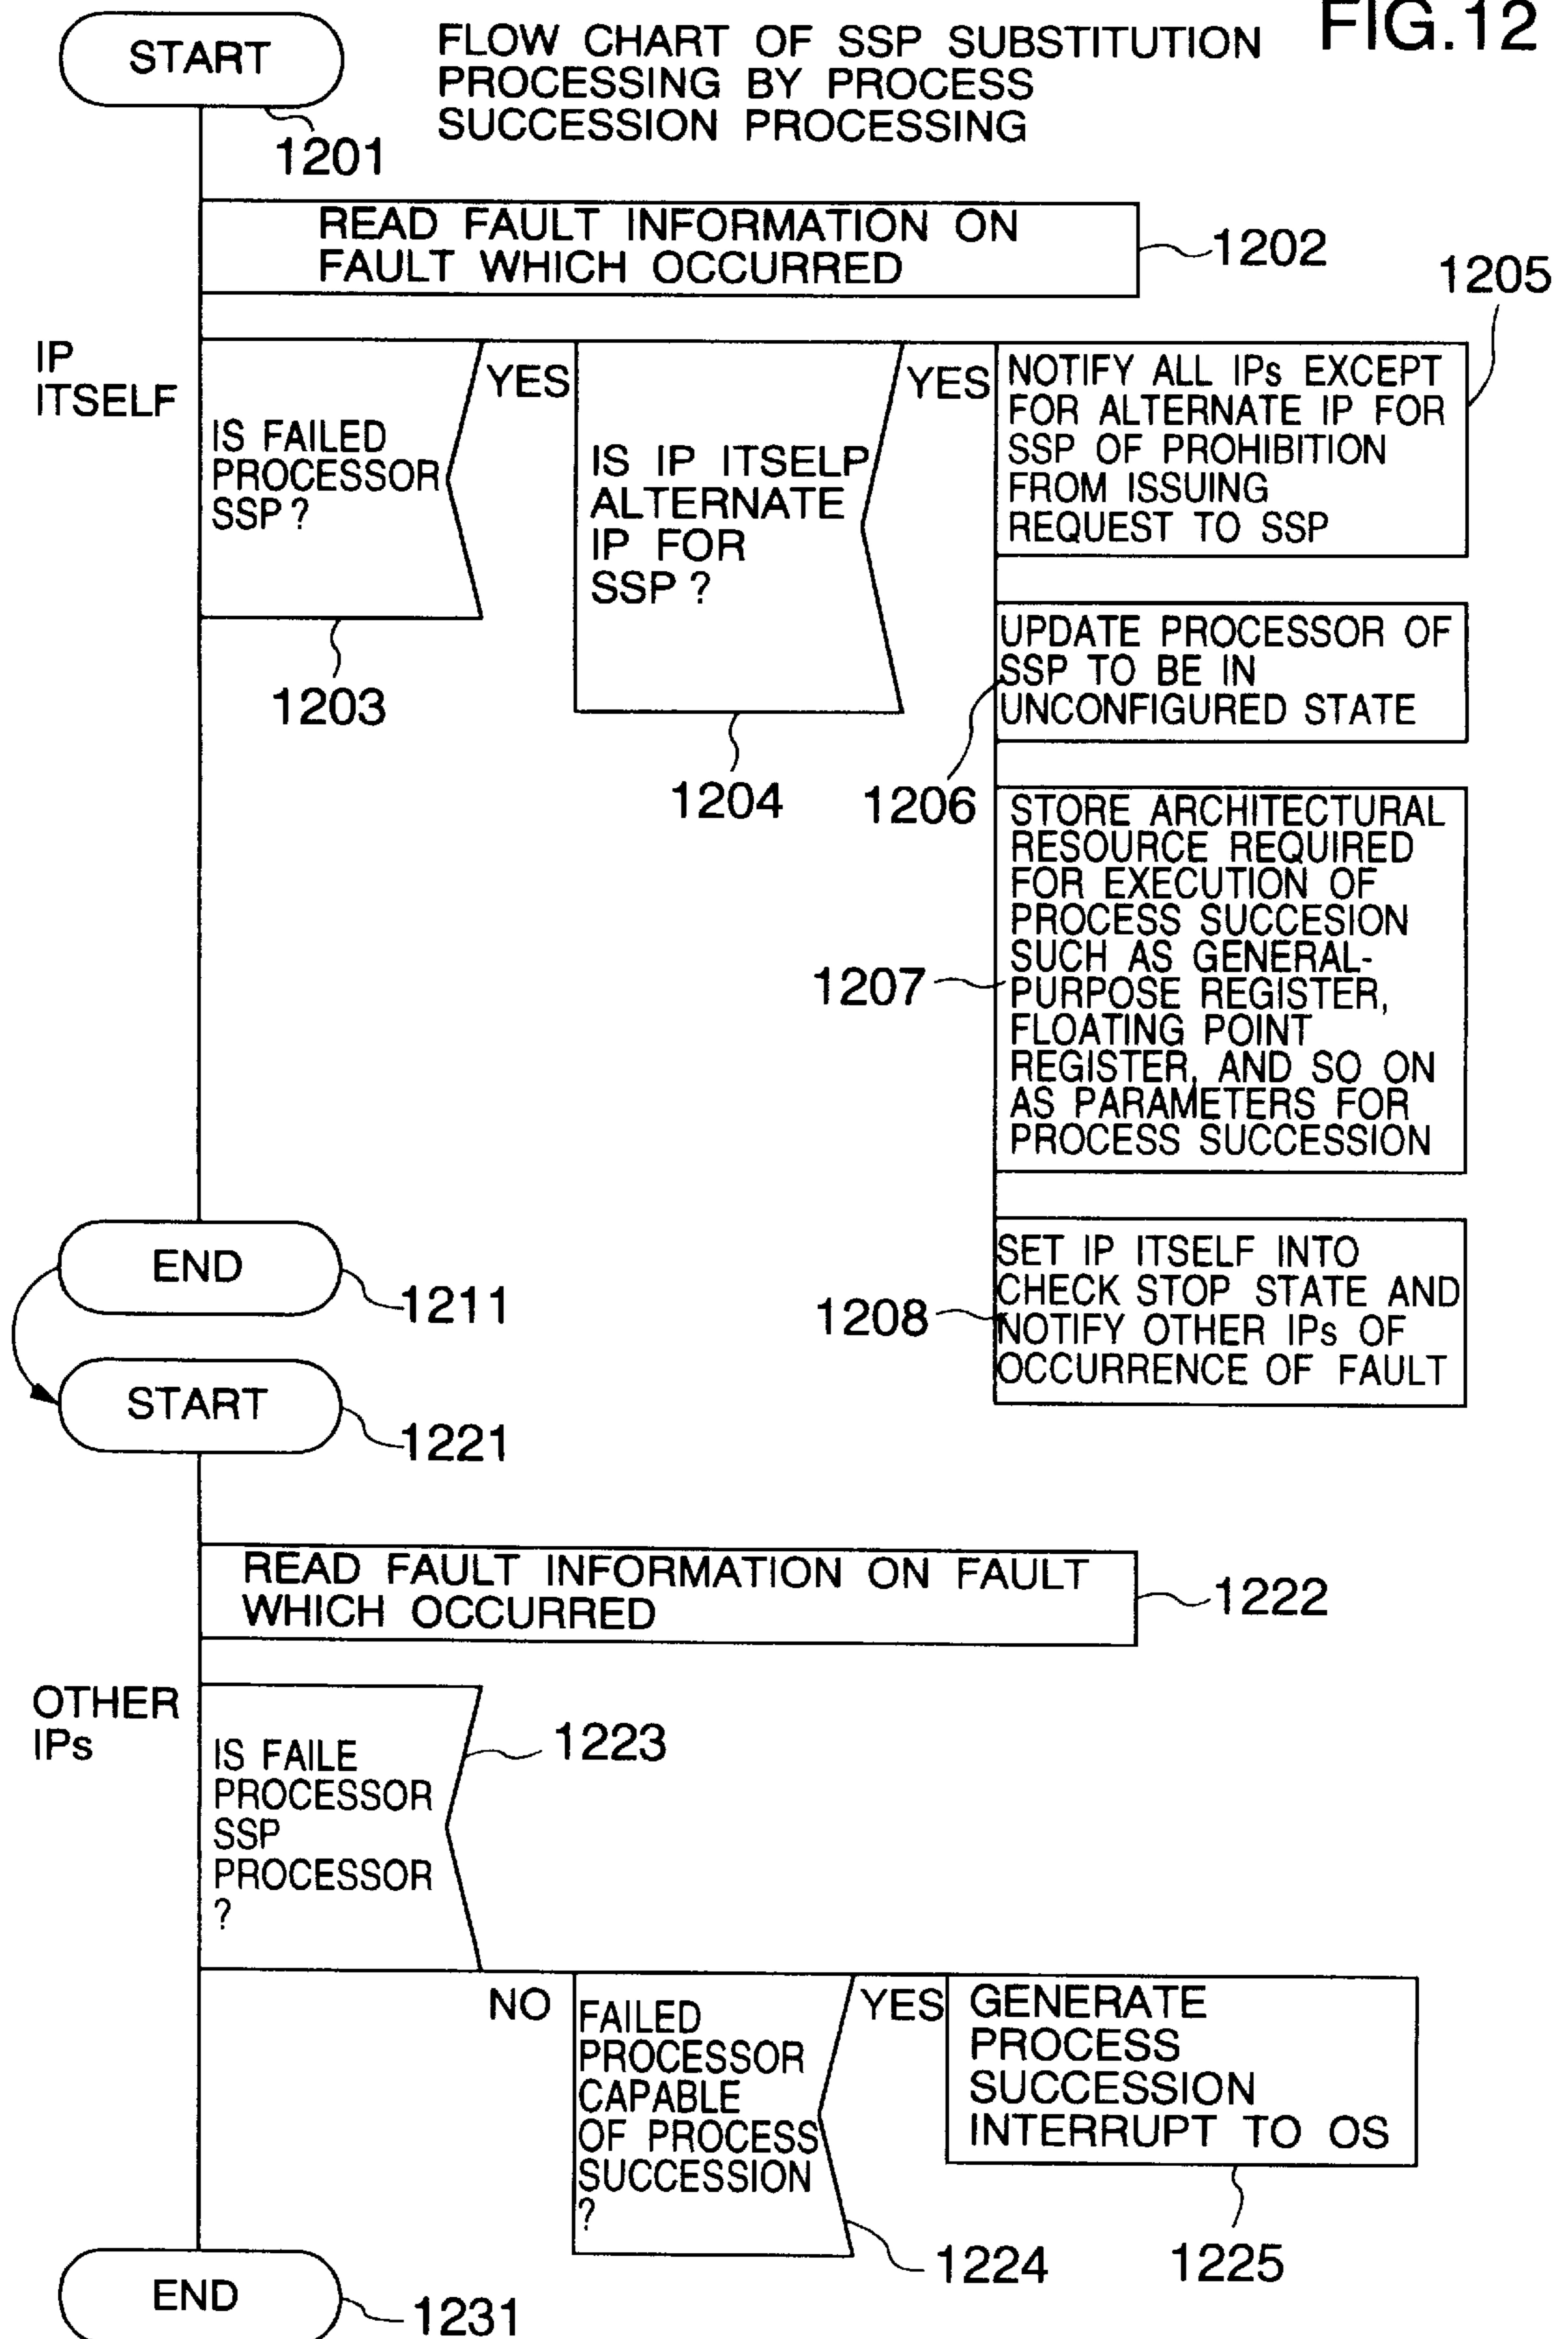 FIG.12
START
FLOW CHART OF SSP SUBSTITUTION
PROCESSING BY PROCESS
SUCCESSION PROCESSING
1201
READ FAULT INFORMATION ON
FAULT WHICH OCCURRED
1202
1205
IP
ITSELF
IS FAILED
PROCESSOR
SSP ?
YES
1203
IS IP ITSELP
ALTERNATE
IP FOR
SSP ?
YES
1204
NOTIFY ALL IPs EXCEPT
FOR ALTERNATE IP FOR
SSP OF PROHIBITION
FROM ISSUING
REQUEST TO SSP
UPDATE PROCESSOR OF
SSP TO BE IN
UNCONFIGURED STATE
1206
STORE ARCHITECTURAL
RESOURCE REQUIRED
FOR EXECUTION OF
PROCESS SUCCESION
SUCH AS GENERAL-
PURPOSE REGISTER,
FLOATING POINT
REGISTER, AND SO ON
AS PARAMETERS FOR
PROCESS SUCCESSION
1207
SET IP ITSELF INTO
CHECK STOP STATE AND
NOTIFY OTHER IPs OF
OCCURRENCE OF FAULT
1208
END
1211
START
1221
READ FAULT INFORMATION ON FAULT
WHICH OCCURRED
1222
OTHER
IPs
IS FAILE
PROCESSOR
SSP
PROCESSOR
?
1223
NO
FAILED
PROCESSOR
CAPABLE
OF PROCESS
SUCCESSION
?
YES
1224
GENERATE
PROCESS
SUCCESSION
INTERRUPT TO OS
1225
END
1231